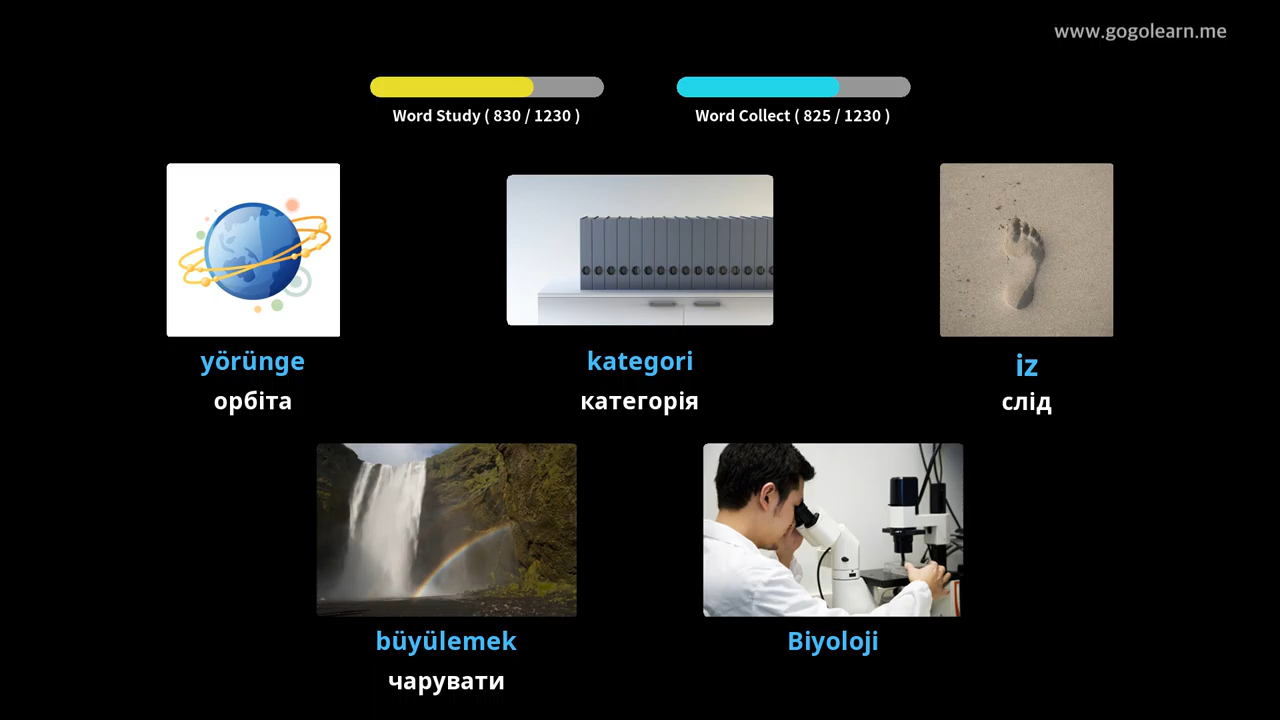 www.gogolearn.me
Word Study ( 830 / 1230 )
Word Collect ( 825 / 1230 )
yörünge
орбіта
kategori
категорія
iz
слід
büyülemek
чарувати
Biyoloji